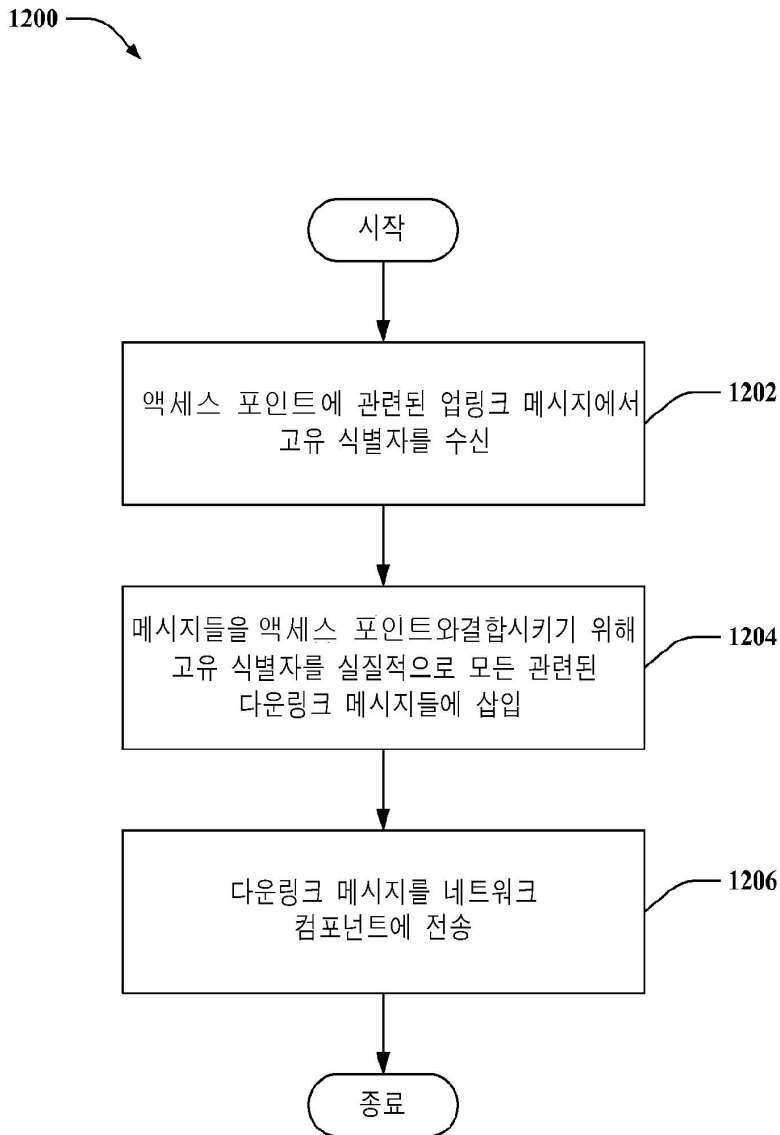 1200
시작
액세스 포인트에 관련된 업링크 메시지에서
고유 식별자를 수신
1202
메시지들을 액세스 포인트와결합시키기 위해
고유 식별자를 실질적으로 모든 관련된
다운링크 메시지들에 삽입
1204
다운링크 메시지를 네트워크
컴포넌트에 전송
1206
종료